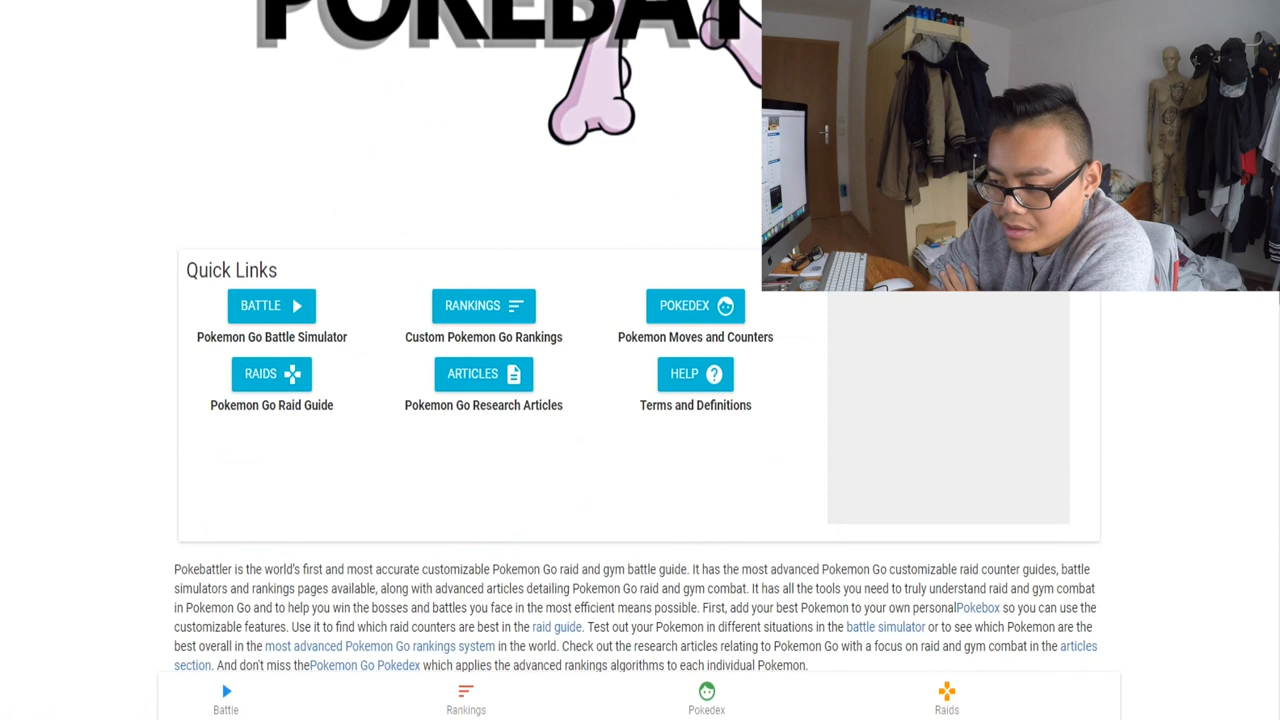 POKEBAT
Quick Links
BATTLE
RANKINGS
POKEDEX
Pokemon Go Battle Simulator
Custom Pokemon Go Rankings
Pokemon Moves and Counters
RAIDS
ARTICLES
HELP
Pokemon Go Raid Guide
Pokemon Go Research Articles
Terms and Definitions
Pokebattler is the world's first and most accurate customizable Pokemon Go raid and gym battle guide. It has the most advanced Pokemon Go customizable raid counter guides, battle
simulators and rankings pages available, along with advanced articles detailing Pokemon Go raid and gym combat. It has all the tools you need to truly understand raid and gym combat
in Pokemon Go and to help you win the bosses and battles you face in the most efficient means possible. First, add your best Pokemon to your own personalPokebox so you can use the
customizable features. Use it to find which raid counters are best in the raid guide. Test out your Pokemon in different situations in the battle simulator or to see which Pokemon are the
best overall in the most advanced Pokemon Go rankings system in the world. Check out the research articles relating to Pokemon Go with a focus on raid and gym combat in the articles
section. And don't miss thePokemon Go Pokedex which applies the advanced rankings algorithms to each individual Pokemon.
Battle
Rankings
Pokedex
Raids